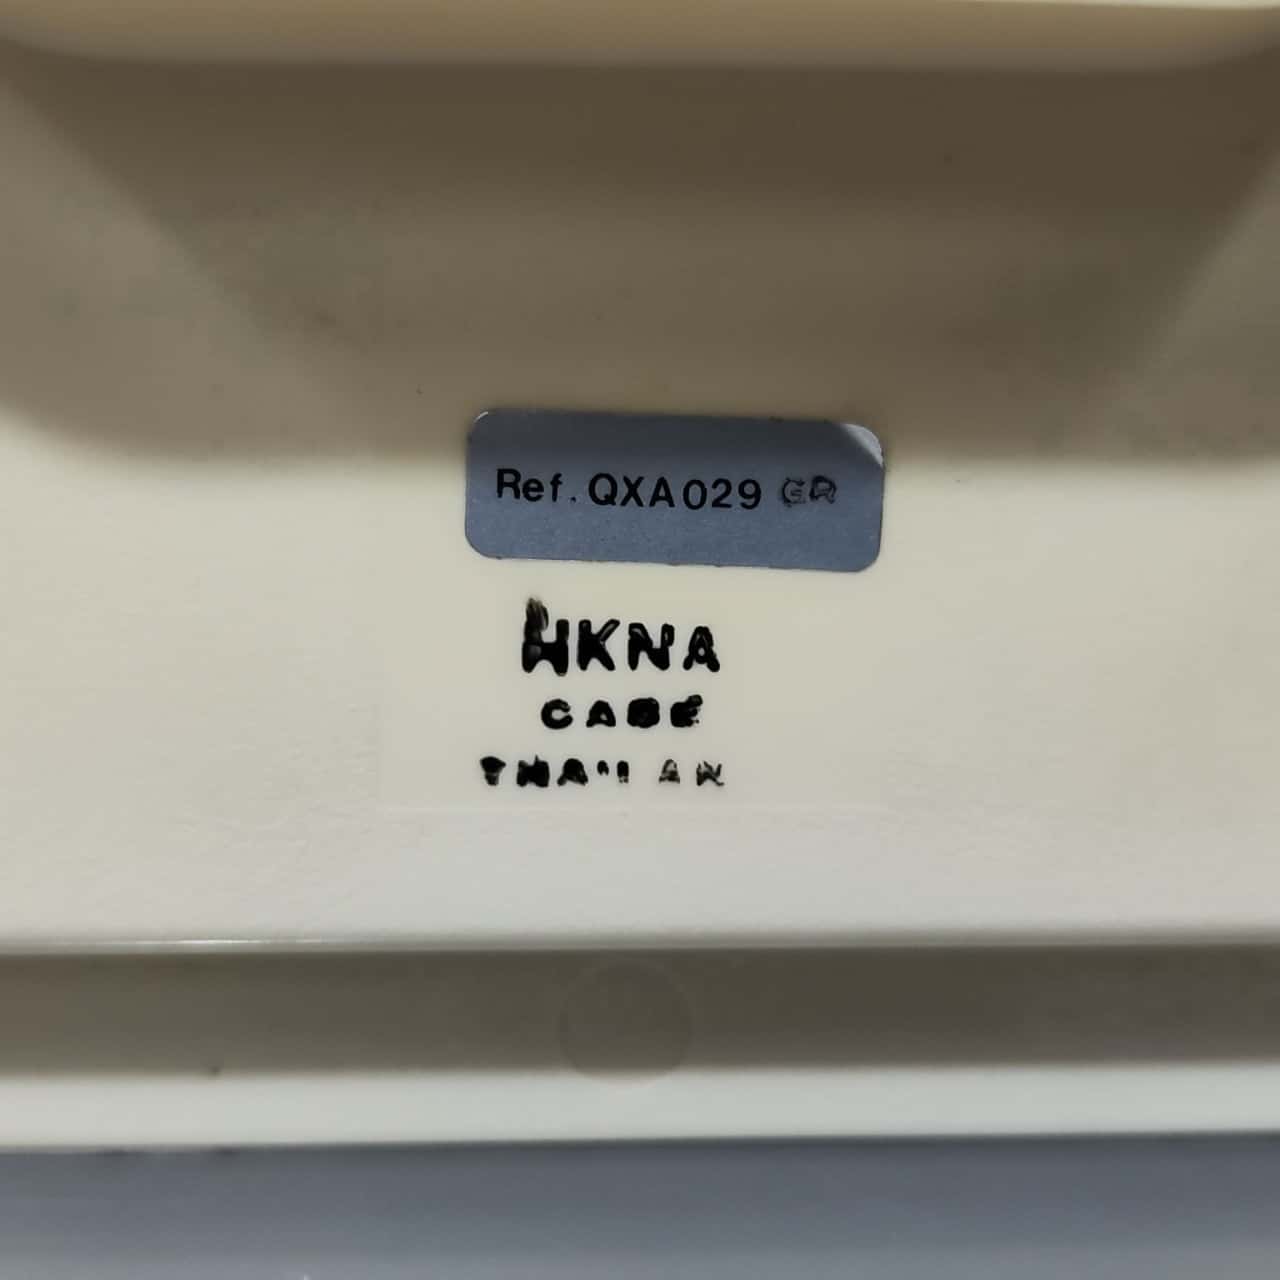 Ref. QXA029 GR
HKNA
CASE